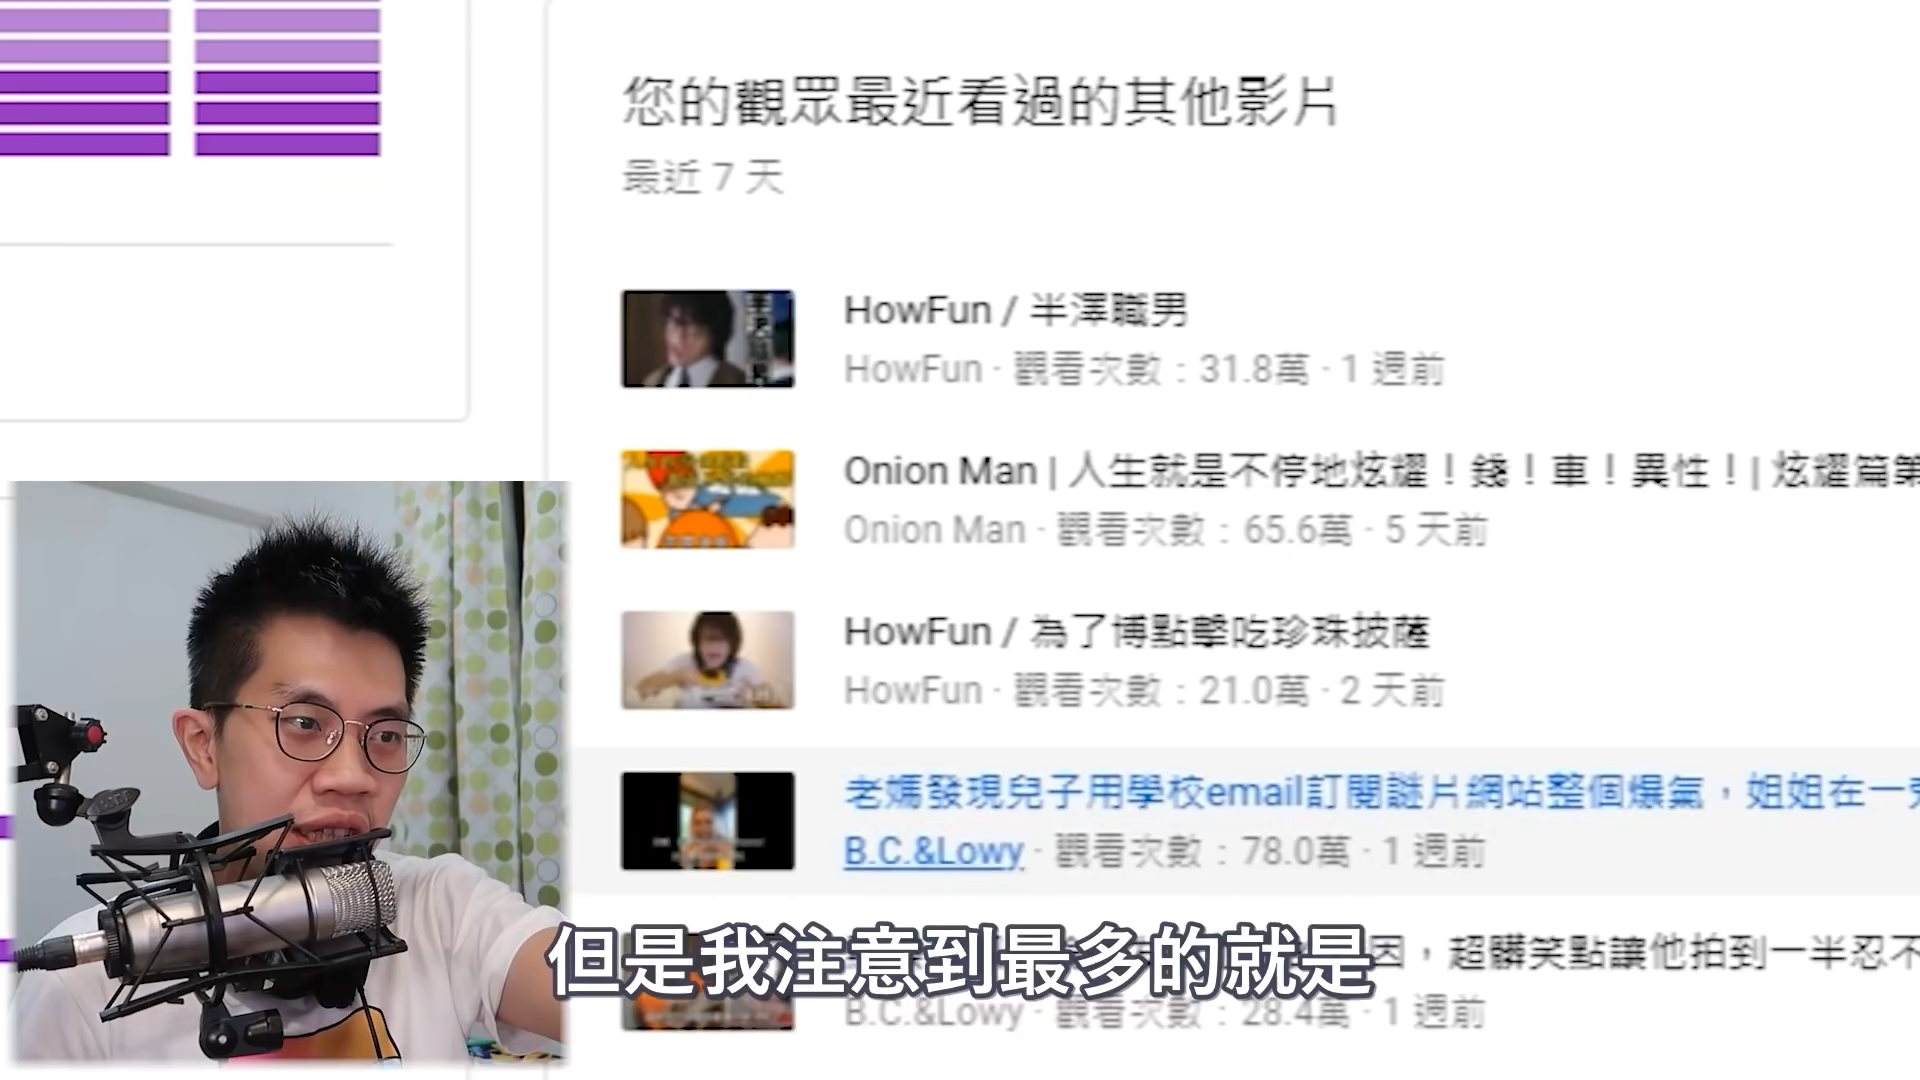 您的觀眾最近看過的其他影片
最近 7 天
HowFun / 半澤職男
HowFun · 觀看次數：31.8萬 · 1 週前
Onion Man | 人生就是不停地炫耀！錢！車！異性！| 炫耀篇第
Onion Man · 觀看次數：65.6萬 · 5 天前
HowFun / 為了博點擊吃珍珠披薩
HowFun · 觀看次數：21.0萬 · 2 天前
老媽發現兒子用學校email訂閱謎片網站整個爆氣，姐姐在一旁
B.C.&Lowy · 觀看次數：78.0萬 · 1 週前
因，超髒笑點讓他拍到一半忍不
B.C.&Lowy · 觀看次數：28.4萬 · 1 週前
但是我注意到最多的就是